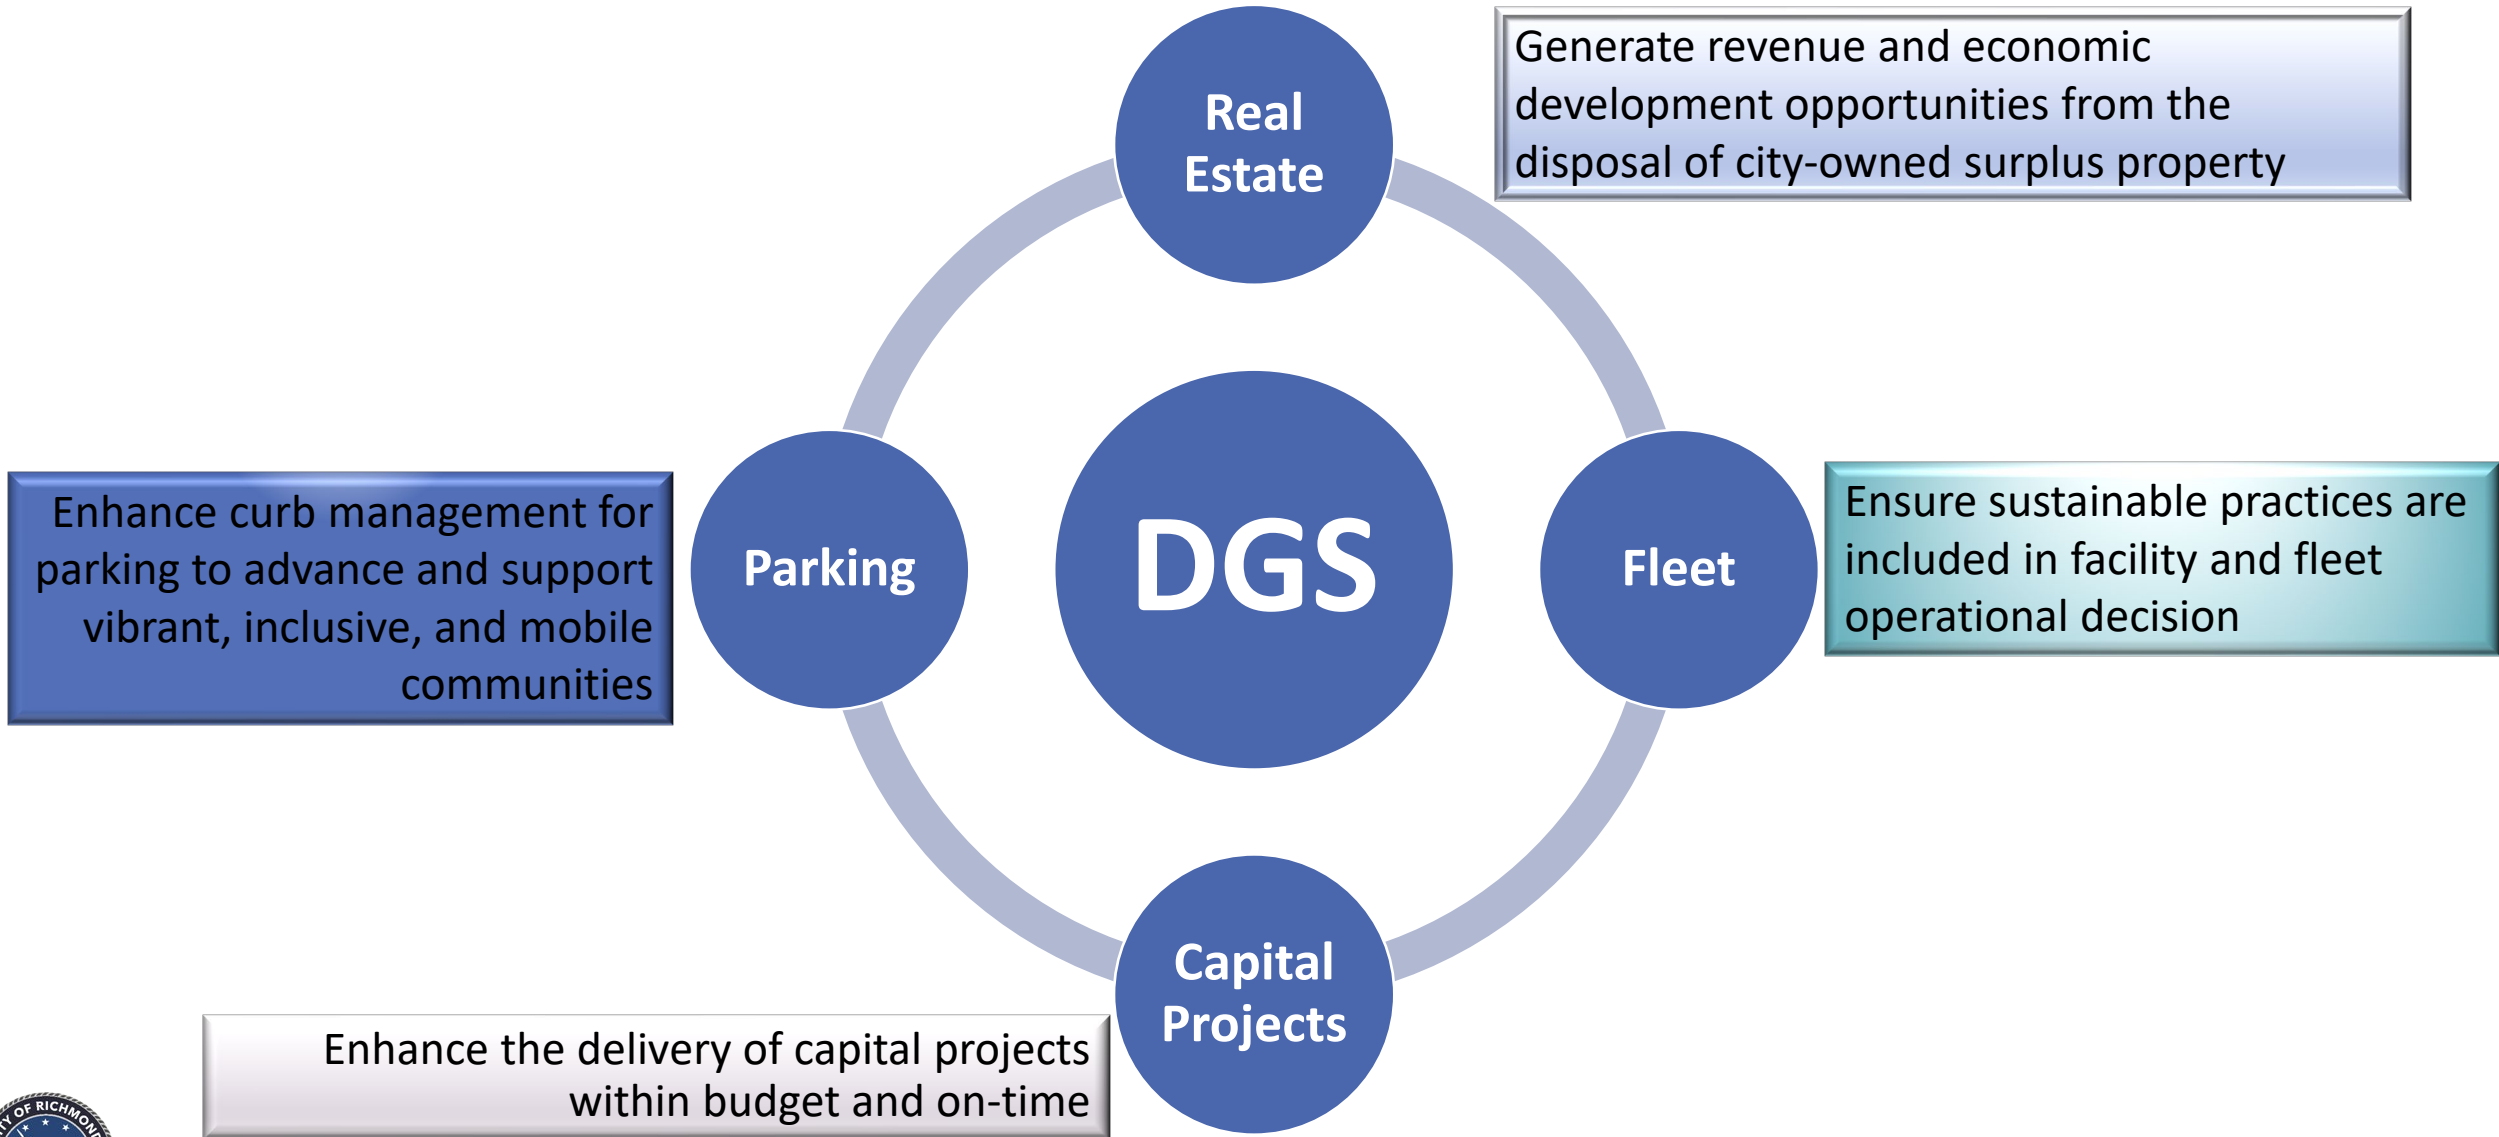 Real
Estate
Generate revenue and economic
development opportunities from the
disposal of city-owned surplus property
Enhance curb management for
parking to advance and support
vibrant, inclusive, and mobile
communities
Parking
DGS
Fleet
Ensure sustainable practices are
included in facility and fleet
operational decision
Capital
Projects
Enhance the delivery of capital projects
within budget and on-time
OF RICHMOND